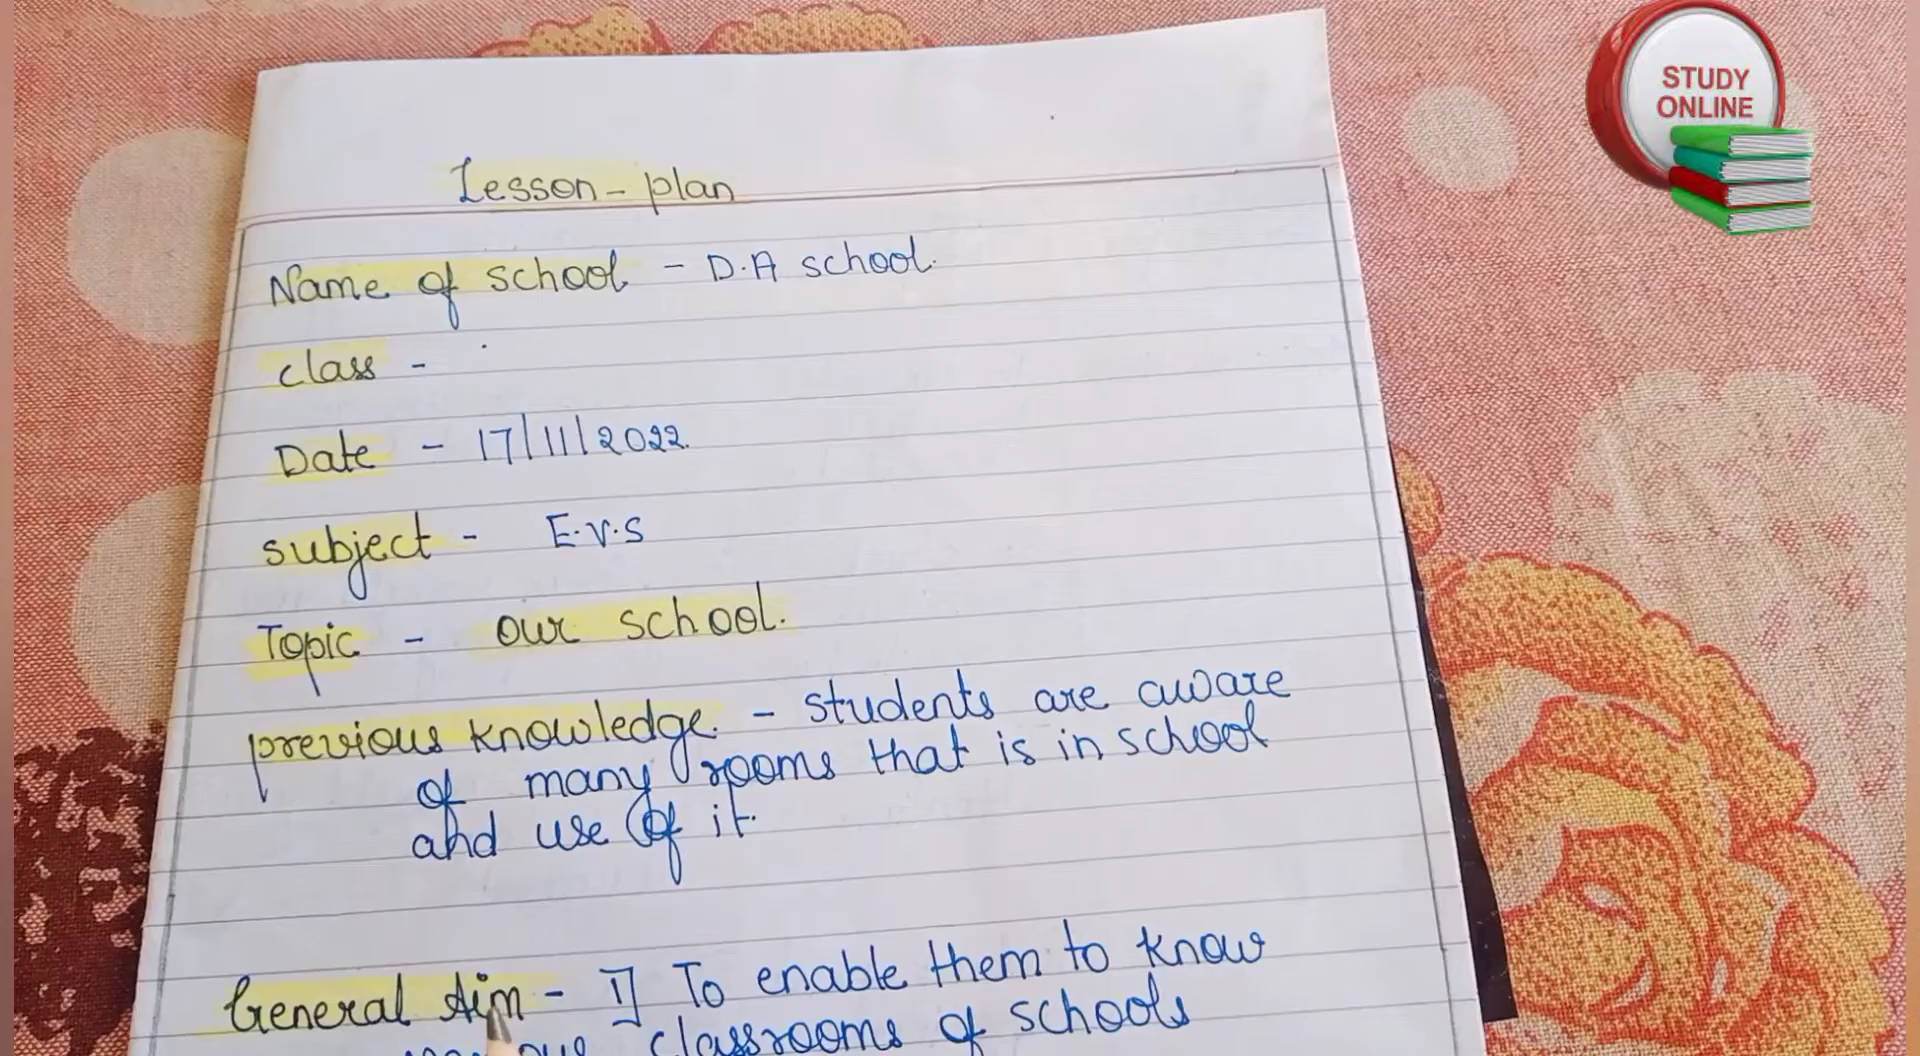 STUDY
ONLINE
Lesson - plan
Name of school - D.A school.
class -
Date - 17/11/2022.
subject - E.V.S
Topic - our school.
previous knowledge. - students are aware
of many rooms that is in school
and use of it.
General Aim - 1] To enable them to know
classrooms of schools